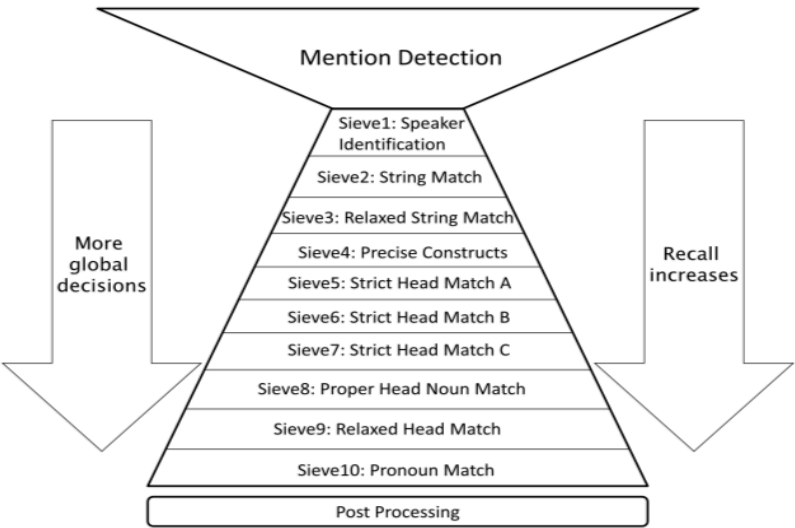 Mention Detection
Sieve1: Speaker
Identification
Sieve2: String Match
Sieve3: Relaxed String Match
Sieve4: Precise Constructs
Sieve5: Strict Head Match A
Sieve6: Strict Head Match B
Sieve7: Strict Head Match C
Sieve8: Proper Head Noun Match
Sieve9: Relaxed Head Match
Sieve10: Pronoun Match
Post Processing
More
global
decisions
Recall
increases